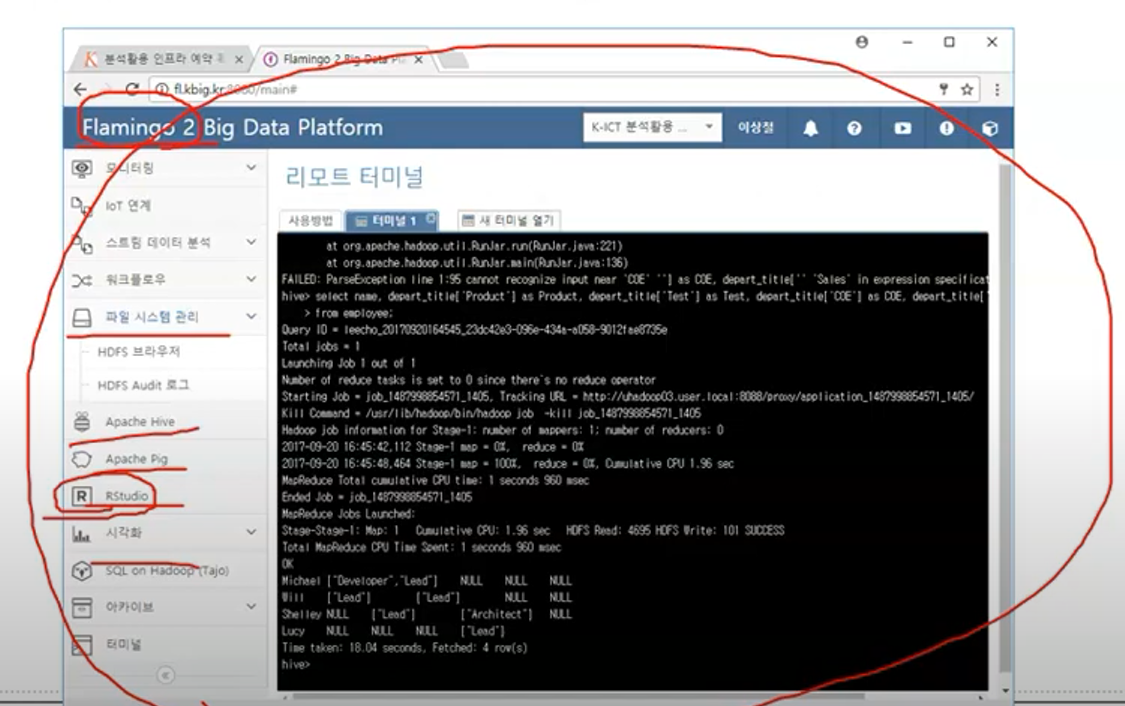 분석활용 인프라 예약
Flamingo 2 Big Data Pl
fl.kbig.kr:8080/main#
Flamingo 2 Big Data Platform
K-ICT 분석활용 ...
이상철
모니터링
IoT 연계
스트림 데이터 분석
워크플로우
파일 시스템 관리
HDFS 브라우저
HDFS Audit 로그
Apache Hive
Apache Pig
R RStudio
시각화
SQL on Hadoop (Tajo)
아카이브
터미널
리모트 터미널
사용방법
터미널 1
새 터미널 열기
at org.apache.hadoop.util.RunJar.run(RunJar.java:221)
at org.apache.hadoop.util.RunJar.main(RunJar.java:136)
FAILED: ParseException line 1:95 cannot recognize input near 'COE' ''] as COE, depart_title['' 'Sales' in expression specificat
hive> select name, depart_title['Product'] as Product, depart_title['Test'] as Test, depart_title['COE'] as COE, depart_title['
> from employee;
Query ID = leecho_20170920164545_23dc42e3-096e-434a-a058-9012fae8735e
Total jobs = 1
Launching Job 1 out of 1
Number of reduce tasks is set to 0 since there's no reduce operator
Starting Job = job_1487998854571_1405, Tracking URL = http://uhadoop03.user.local:8088/proxy/application_1487998854571_1405/
Kill Command = /usr/lib/hadoop/bin/hadoop job -kill job_1487998854571_1405
Hadoop job information for Stage-1: number of mappers: 1; number of reducers: 0
2017-09-20 16:45:42,112 Stage-1 map = 0%, reduce = 0%
2017-09-20 16:45:48,464 Stage-1 map = 100%, reduce = 0%, Cumulative CPU 1.96 sec
MapReduce Total cumulative CPU time: 1 seconds 960 msec
Ended Job = job_1487998854571_1405
MapReduce Jobs Launched:
Stage-Stage-1: Map: 1 Cumulative CPU: 1.96 sec HDFS Read: 4695 HDFS Write: 101 SUCCESS
Total MapReduce CPU Time Spent: 1 seconds 960 msec
OK
Michael ["Developer","Lead"] NULL NULL NULL
Will ["Lead"] ["Lead"] NULL NULL
Shelley NULL ["Lead"] ["Architect"] NULL
Lucy NULL NULL NULL ["Lead"]
Time taken: 18.04 seconds, Fetched: 4 row(s)
hive>